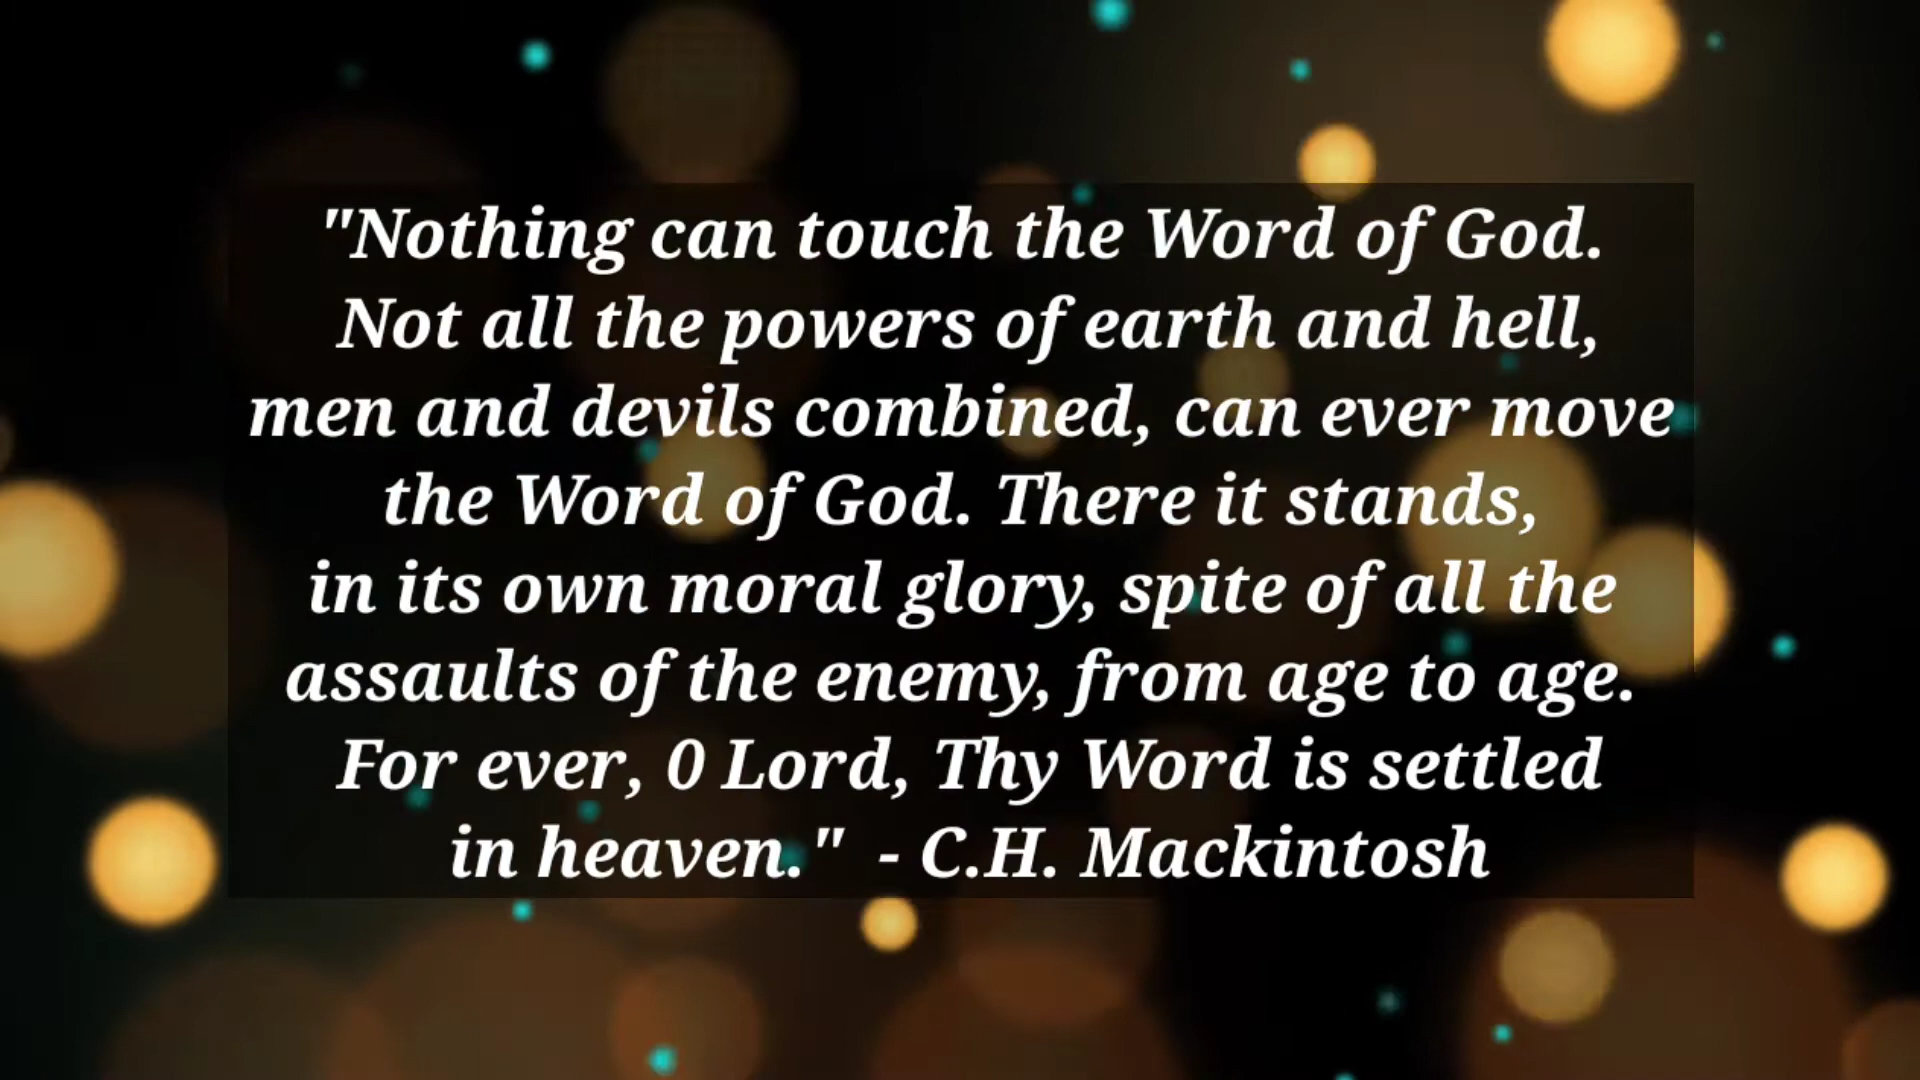 "Nothing can touch the Word of God.
Not all the powers of earth and hell,
men and devils combined, can ever move
the Word of God. There it stands,
in its own moral glory, spite of all the
assaults of the enemy, from age to age.
For ever, 0 Lord, Thy Word is settled
in heaven." - C.H. Mackintosh